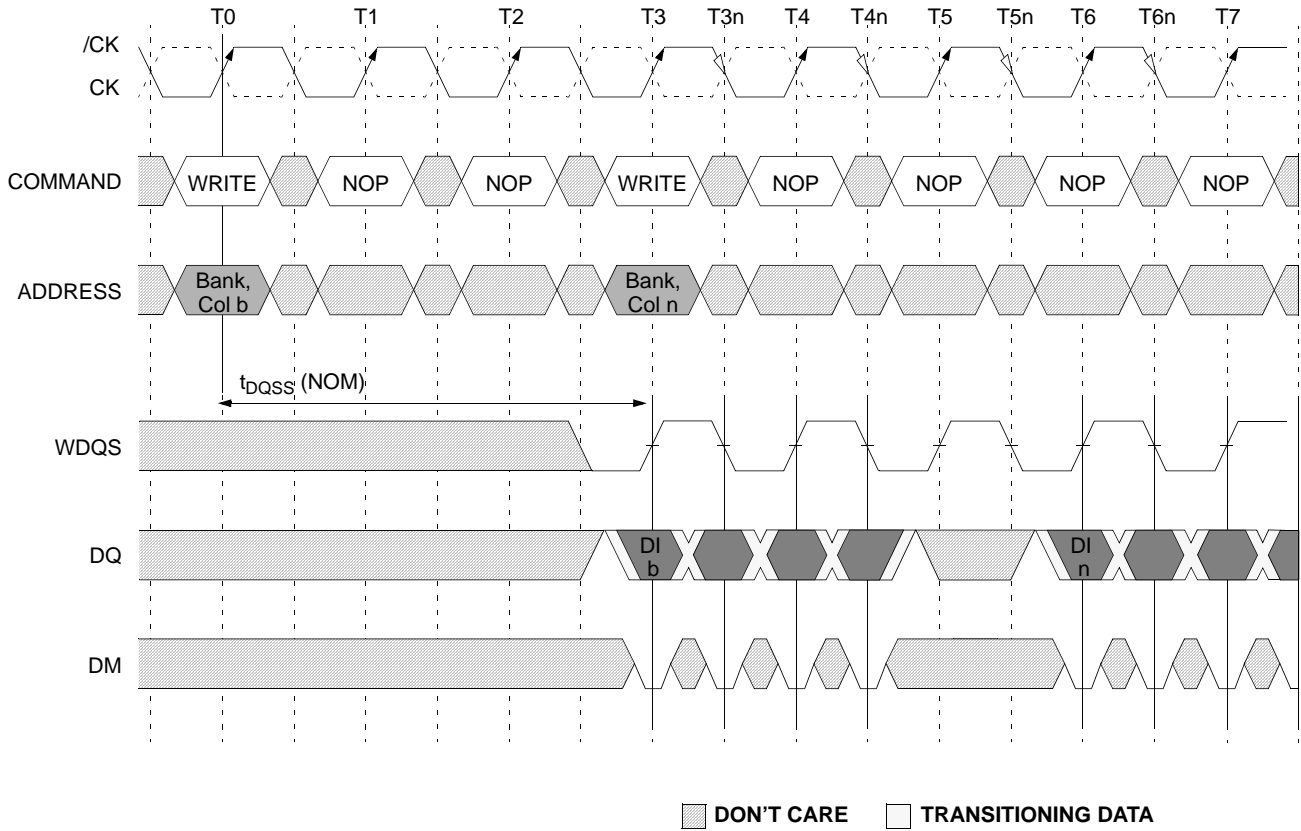 T0 T1 T2 T3 T3n T4 T4n T5 T5n T6 T6n T7
/CK
CK
COMMAND WRITE NOP NOP WRITE NOP NOP NOP NOP
ADDRESS Bank, Col b Bank, Col n
tDQSS (NOM)
WDQS
DQ DI b DI n
DM
DON'T CARE TRANSITIONING DATA